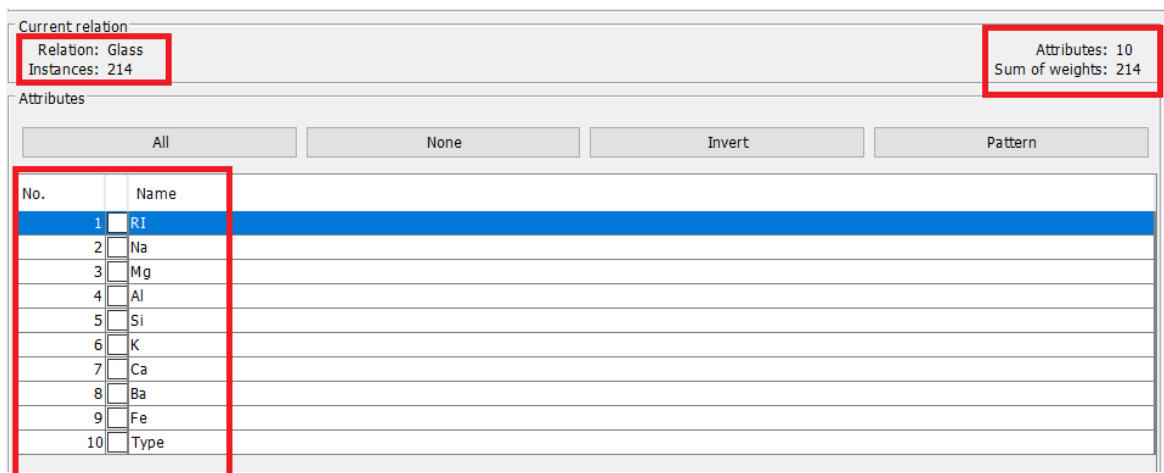 Current relation
Relation: Glass
Instances: 214
Attributes: 10
Sum of weights: 214
Attributes
All None Invert Pattern
No. Name
1 RI
2 Na
3 Mg
4 Al
5 Si
6 K
7 Ca
8 Ba
9 Fe
10 Type